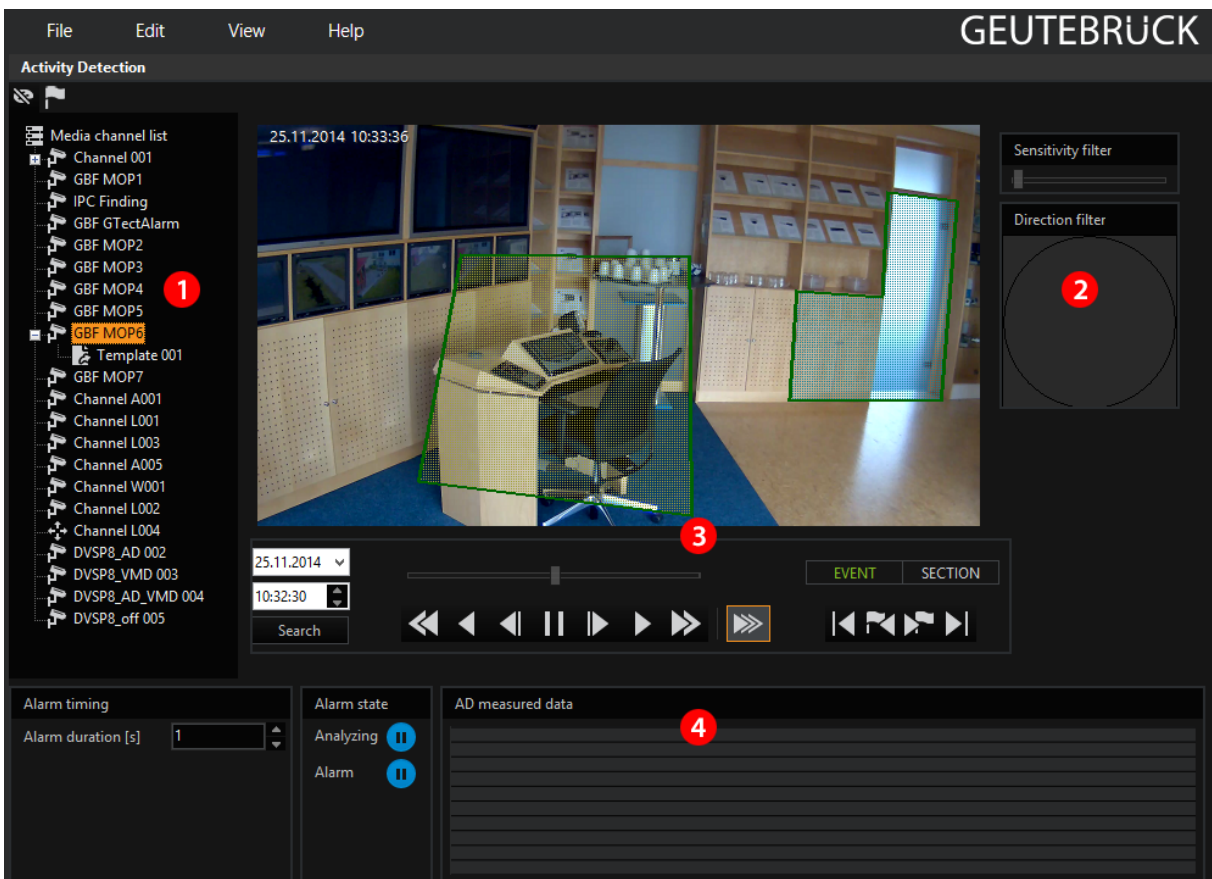 File Edit View Help
GEUTEBRÜCK
Activity Detection
Media channel list
Channel 001
GBF MOP1
IPC Finding
GBF GTectAlarm
GBF MOP2
GBF MOP3
GBF MOP4
GBF MOP5
GBF MOP6
Template 001
GBF MOP7
Channel A001
Channel L001
Channel L003
Channel A005
Channel W001
Channel L002
Channel L004
DVSP8_AD 002
DVSP8_VMD 003
DVSP8_AD_VMD 004
DVSP8_off 005
1
25.11.2014 10:33:36
Sensitivity filter
Direction filter
2
3
25.11.2014
10:32:30
Search
EVENT SECTION
Alarm timing
Alarm duration [s] 1
Alarm state
Analyzing
Alarm
AD measured data
4